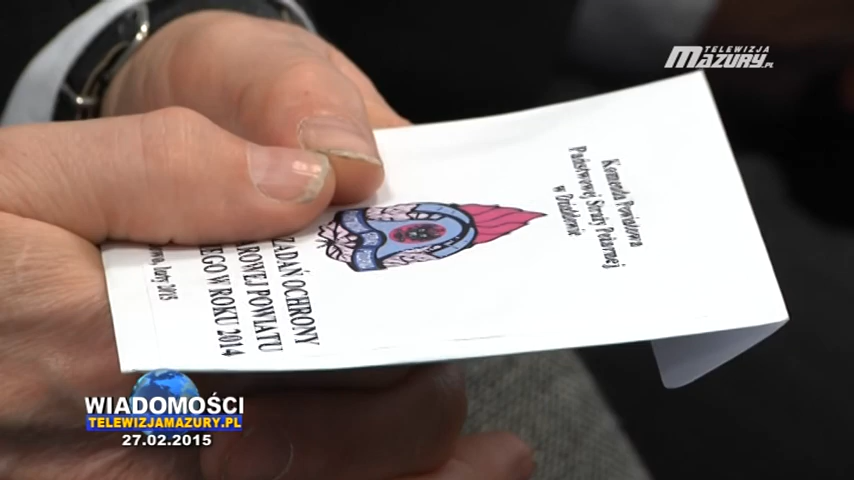 TELEWIZJA
MAZURY.PL
Komenda Powiatowa
Państwowej Straży Pożarnej
w Działdowie
ZADAŃ OCHRONY
POWIATU
EGO W ROKU 2014
luty 2015
WIADOMOŚCI
TELEWIZJAMAZURY.PL
27.02.2015